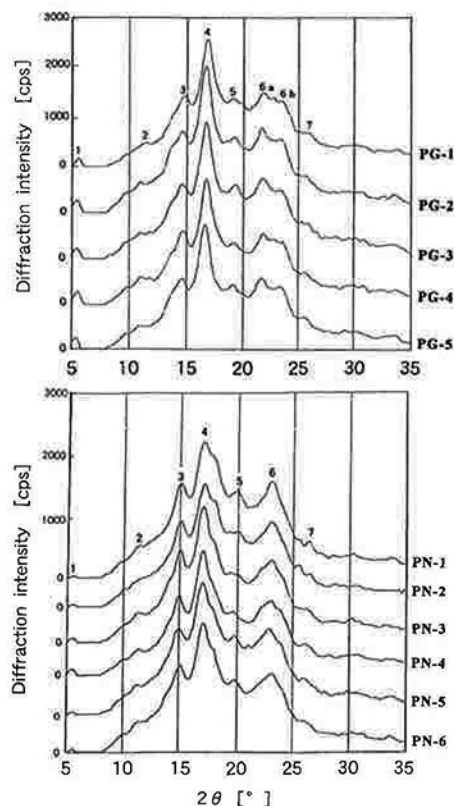 3000
2000
1000
0
0
0
0
0
Diffraction intensity [cps]
1
2
3
4
5
6 a
6 b
7
PG-1
PG-2
PG-3
PG-4
PG-5
5 10 15 20 25 30 35
3000
2000
1000
0
0
0
0
0
Diffraction intensity [cps]
1
2
3
4
5
6
7
PN-1
PN-2
PN-3
PN-4
PN-5
PN-6
5 10 15 20 25 30 35
2θ [°]